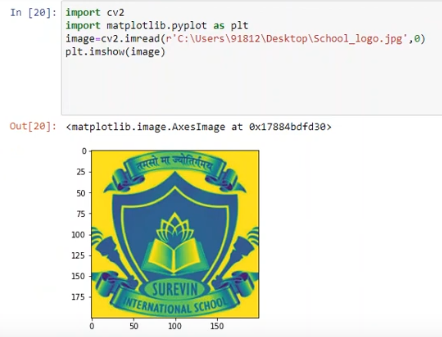 In [20]: import cv2
import matplotlib.pyplot as plt
image=cv2.imread(r'C:\Users\91812\Desktop\School_logo.jpg',0)
plt.imshow(image)
Out[20]: <matplotlib.image.AxesImage at 0x17884bdfd30>
0
25
50
75
100
125
150
175
तमसो मा ज्योतिर्गमय
SUREVIN
INTERNATIONAL SCHOOL
0 50 100 150